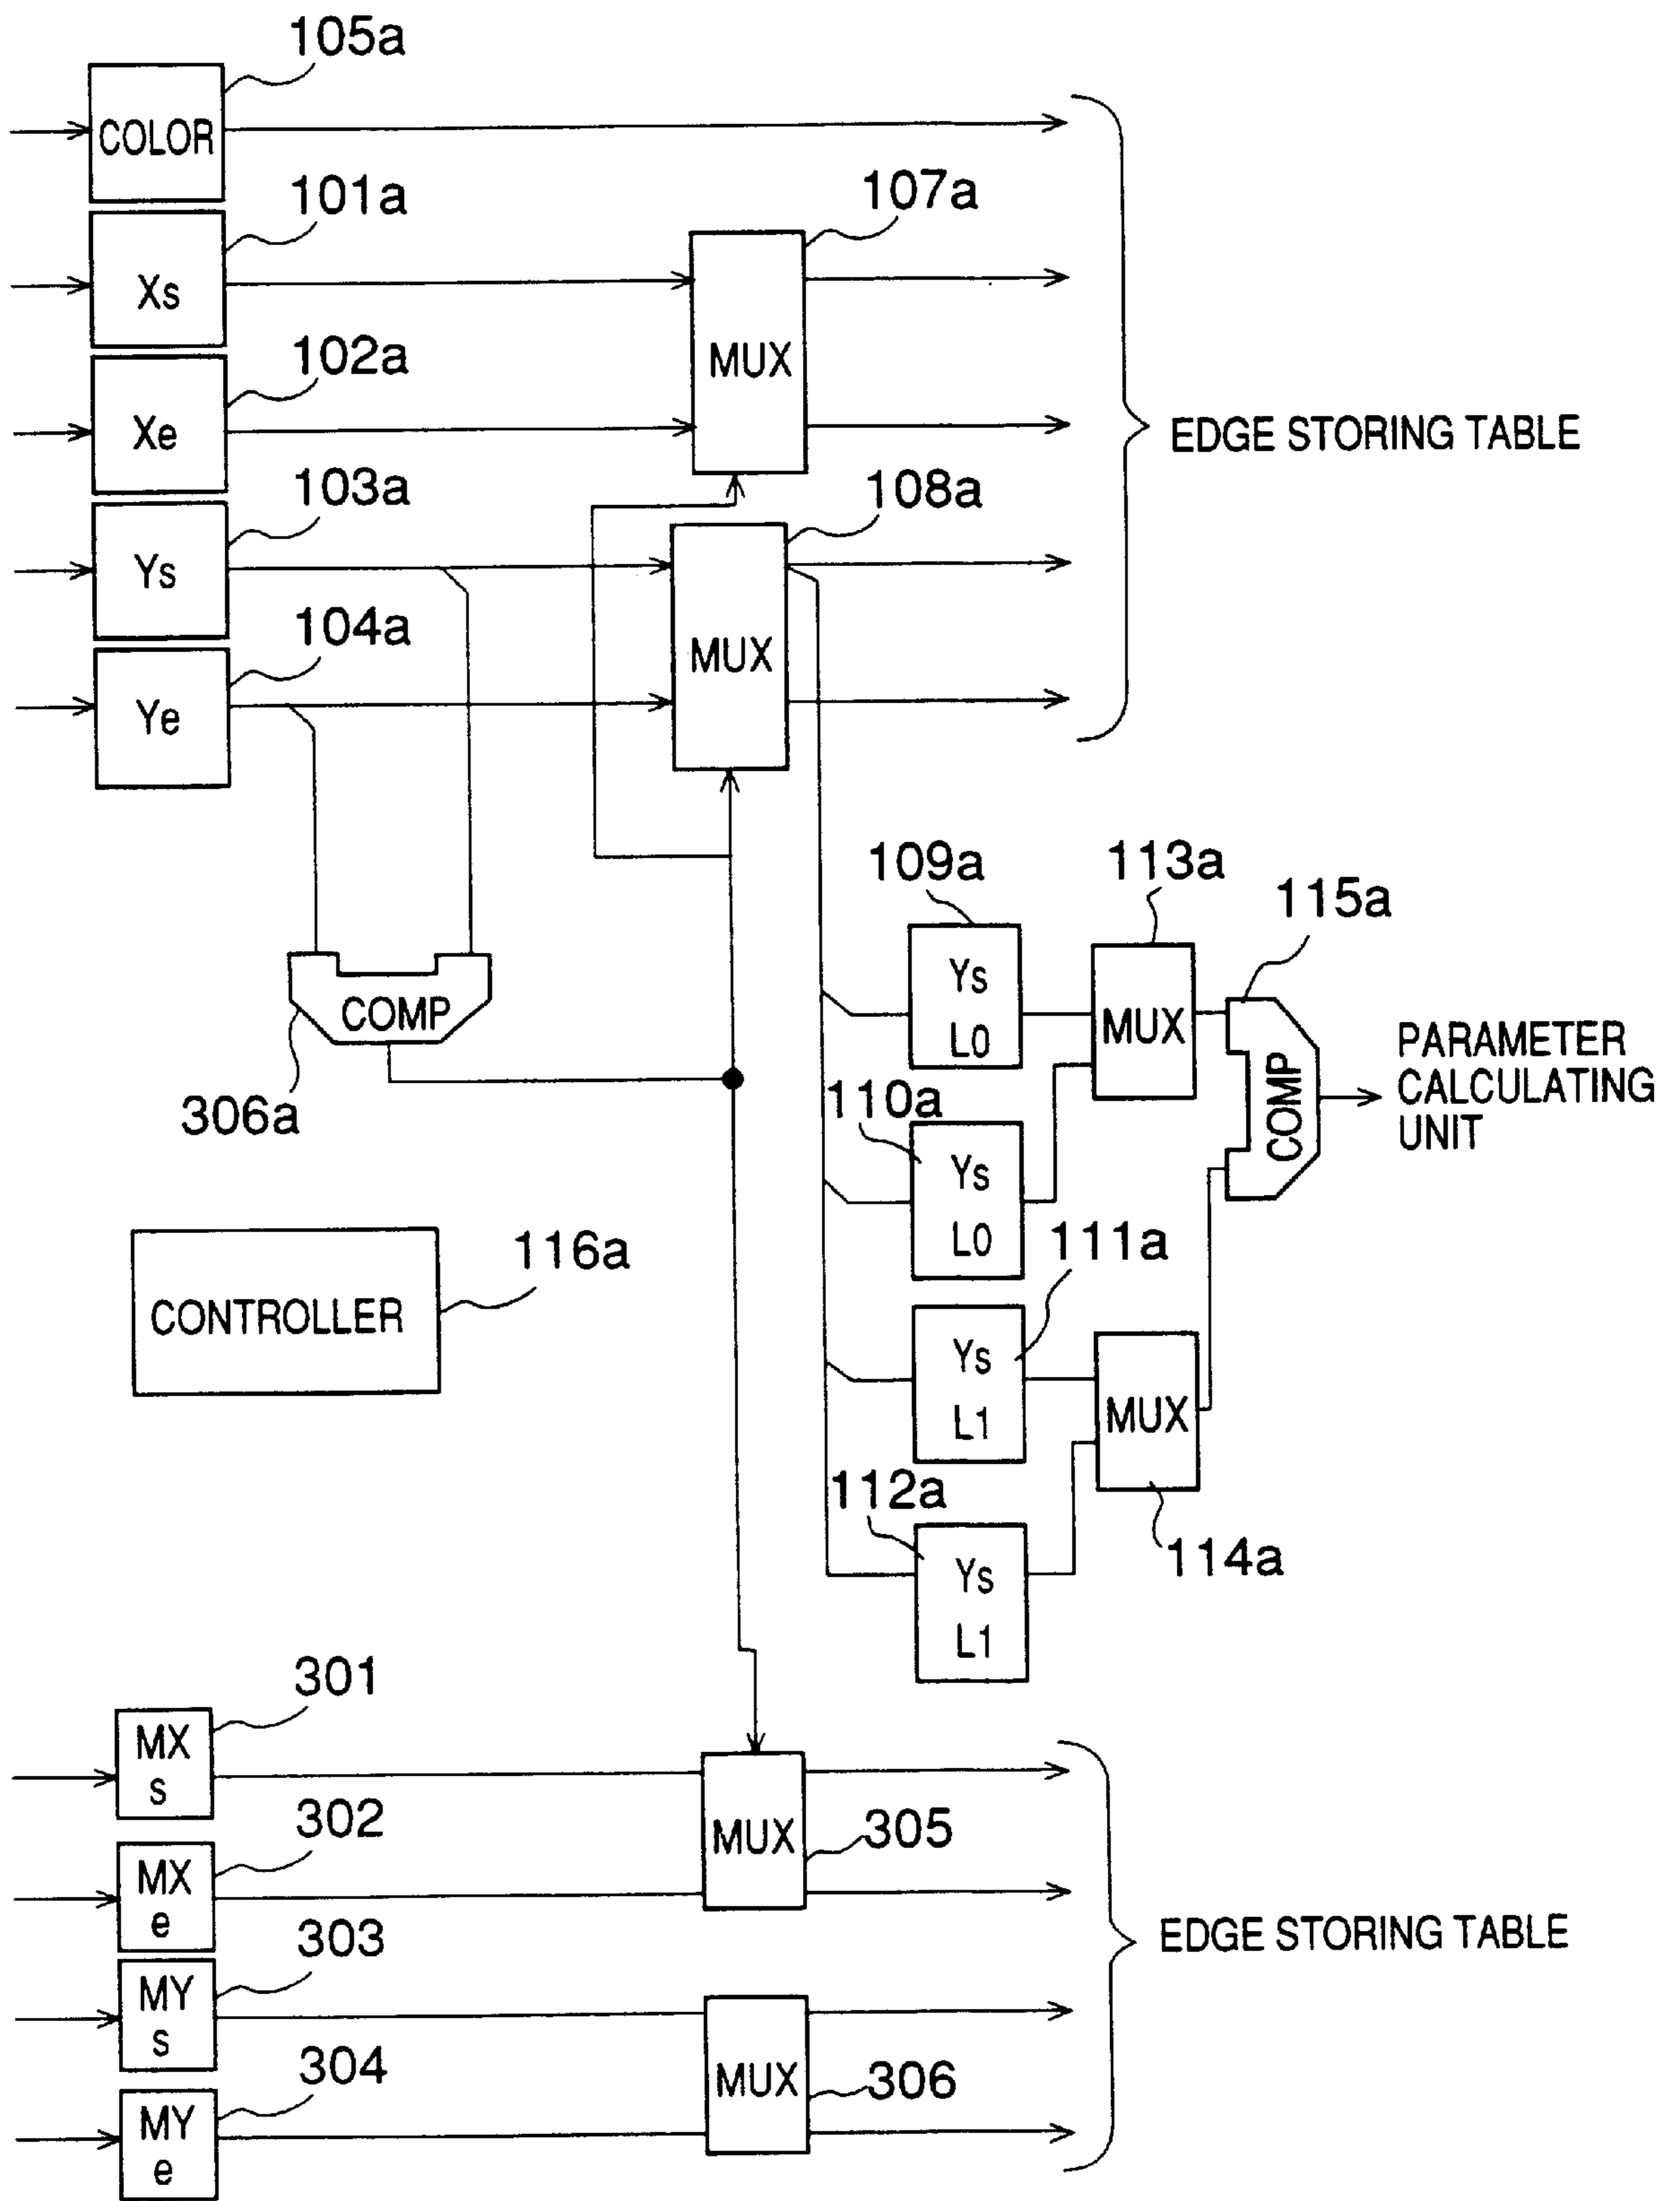 105a
COLOR
101a
Xs
107a
102a
Xe
MUX
EDGE STORING TABLE
103a
Ys
108a
104a
Ye
MUX
109a
113a
115a
Ys
L0
MUX
COMP
306a
COMP
PARAMETER
CALCULATING
UNIT
110a
Ys
L0
111a
116a
CONTROLLER
Ys
L1
MUX
112a
114a
Ys
L1
301
MX
s
302
MX
e
MUX
305
303
MY
s
EDGE STORING TABLE
304
MY
e
MUX
306